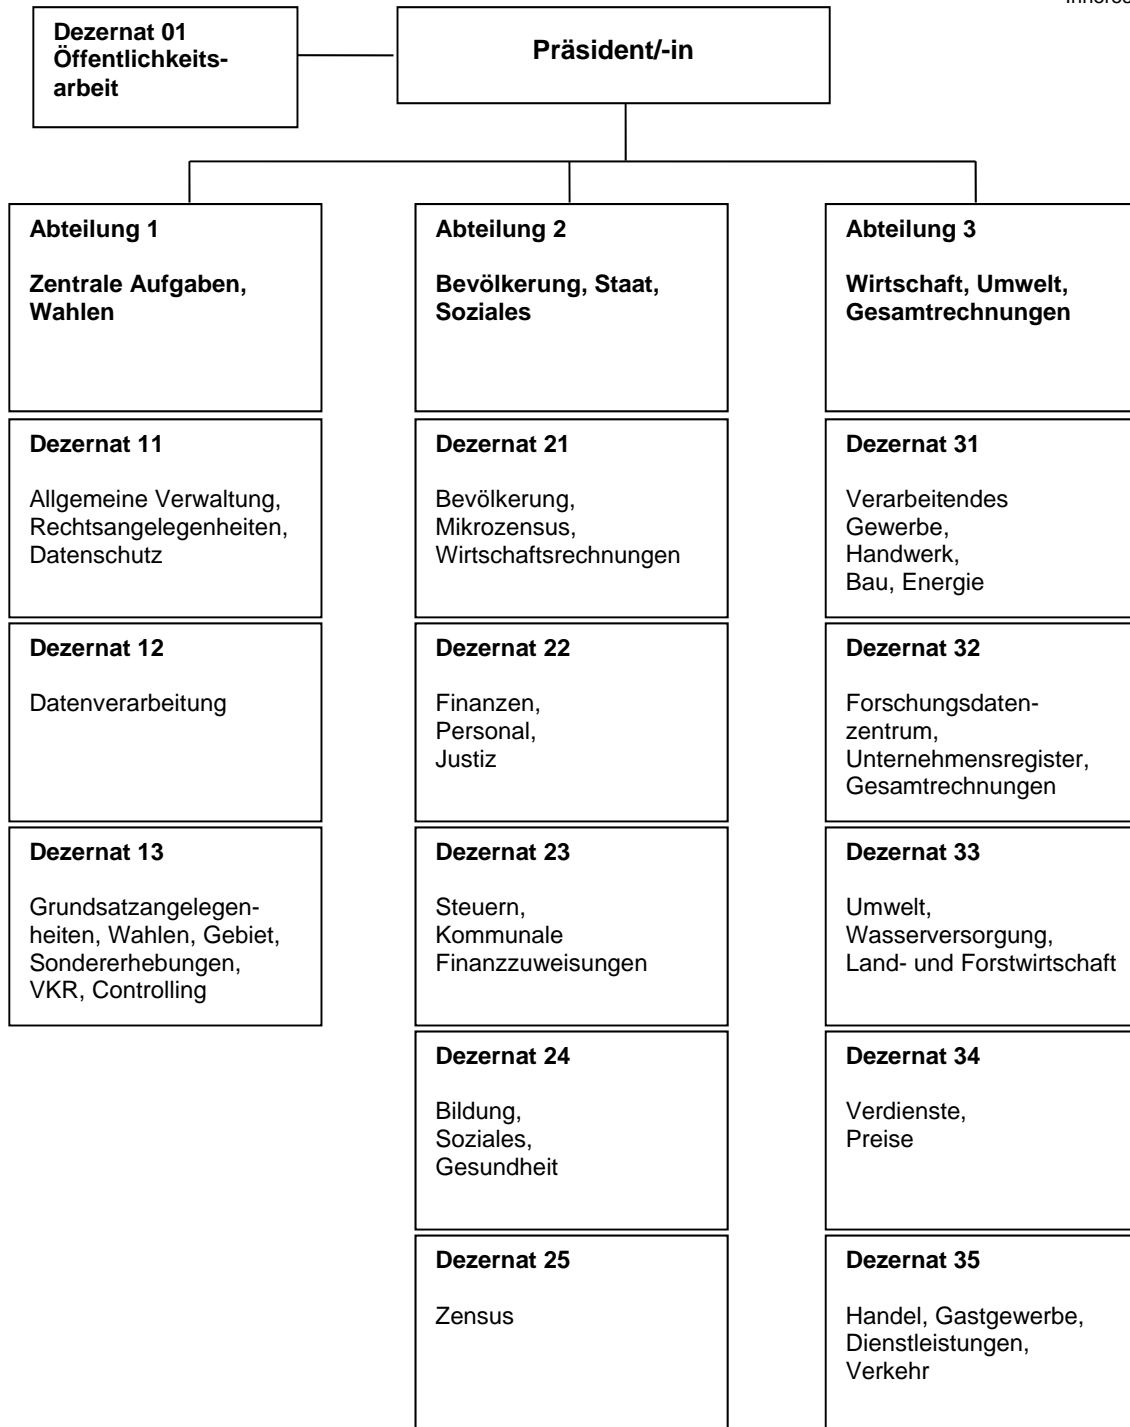 Dezernat 01
Öffentlichkeits-
arbeit
Präsident/-in
Abteilung 1
Zentrale Aufgaben,
Wahlen
Dezernat 11
Allgemeine Verwaltung,
Rechtsangelegenheiten,
Datenschutz
Dezernat 12
Datenverarbeitung
Dezernat 13
Grundsatzangelegen-
heiten, Wahlen, Gebiet,
Sondererhebungen,
VKR, Controlling
Abteilung 2
Bevölkerung, Staat,
Soziales
Dezernat 21
Bevölkerung,
Mikrozensus,
Wirtschaftsrechnungen
Dezernat 22
Finanzen,
Personal,
Justiz
Dezernat 23
Steuern,
Kommunale
Finanzzuweisungen
Dezernat 24
Bildung,
Soziales,
Gesundheit
Dezernat 25
Zensus
Abteilung 3
Wirtschaft, Umwelt,
Gesamtrechnungen
Dezernat 31
Verarbeitendes
Gewerbe,
Handwerk,
Bau, Energie
Dezernat 32
Forschungsdaten-
zentrum,
Unternehmensregister,
Gesamtrechnungen
Dezernat 33
Umwelt,
Wasserversorgung,
Land- und Forstwirtschaft
Dezernat 34
Verdienste,
Preise
Dezernat 35
Handel, Gastgewerbe,
Dienstleistungen,
Verkehr